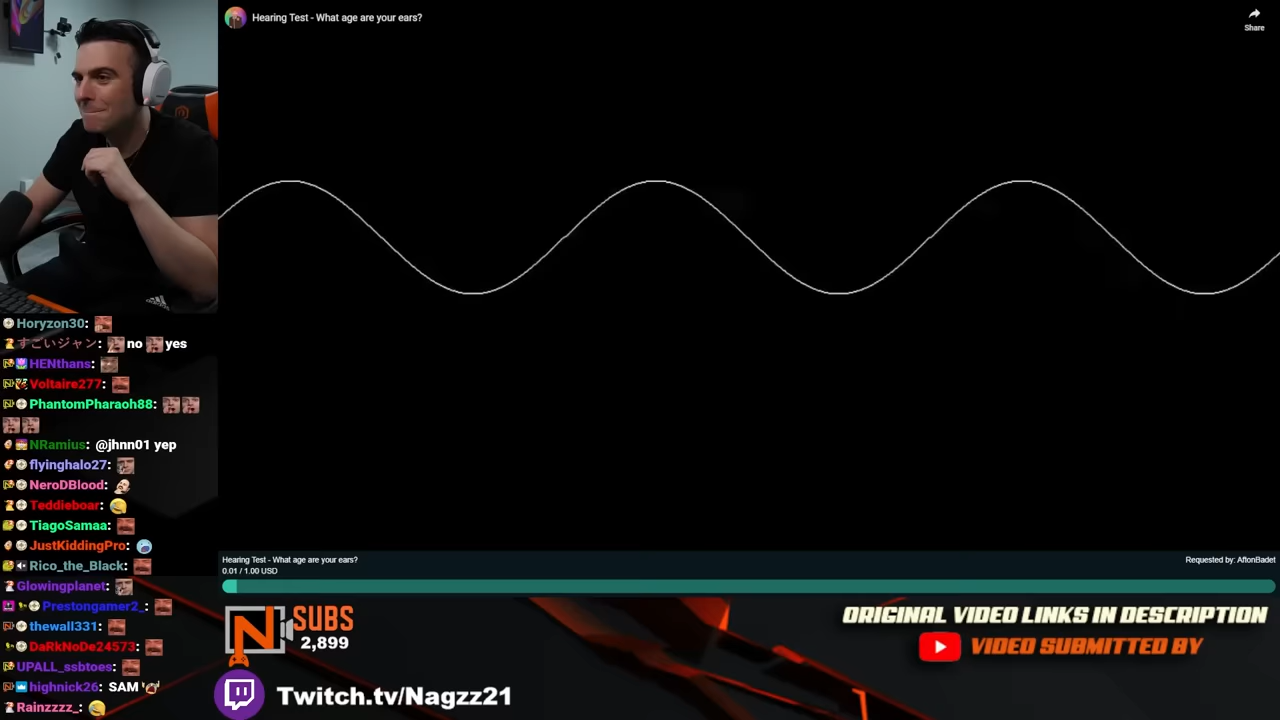 Hearing Test - What age are your ears?
Share
Horyzon30:
すごいジャン: no yes
HENthans:
Voltaire277:
PhantomPharaoh88:
NRamius: @jhnn01 yep
flyinghalo27:
NeroDBlood:
Teddieboar:
TiagoSamaa:
JustKiddingPro:
Rico_the_Black:
Glowingplanet:
Prestongamer2_:
thewall331:
DaRkNoDe24573:
UPALL_ssbtoes:
highnick26: SAM '
Rainzzzz_:
Hearing Test - What age are your ears?
Requested by: AflonBadet
0.01 / 1.00 USD
N SUBS
2,899
Twitch.tv/Nagzz21
ORIGINAL VIDEO LINKS IN DESCRIPTION
VIDEO SUBMITTED BY